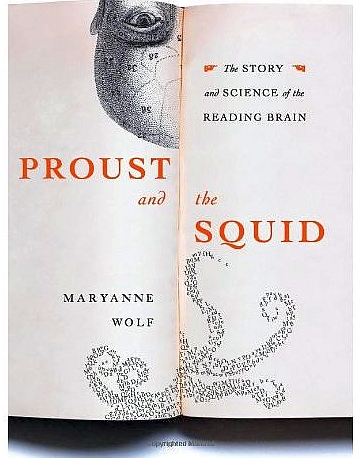 The STORY
and SCIENCE of the
READING BRAIN
PROUST
and the
SQUID
MARYANNE
WOLF